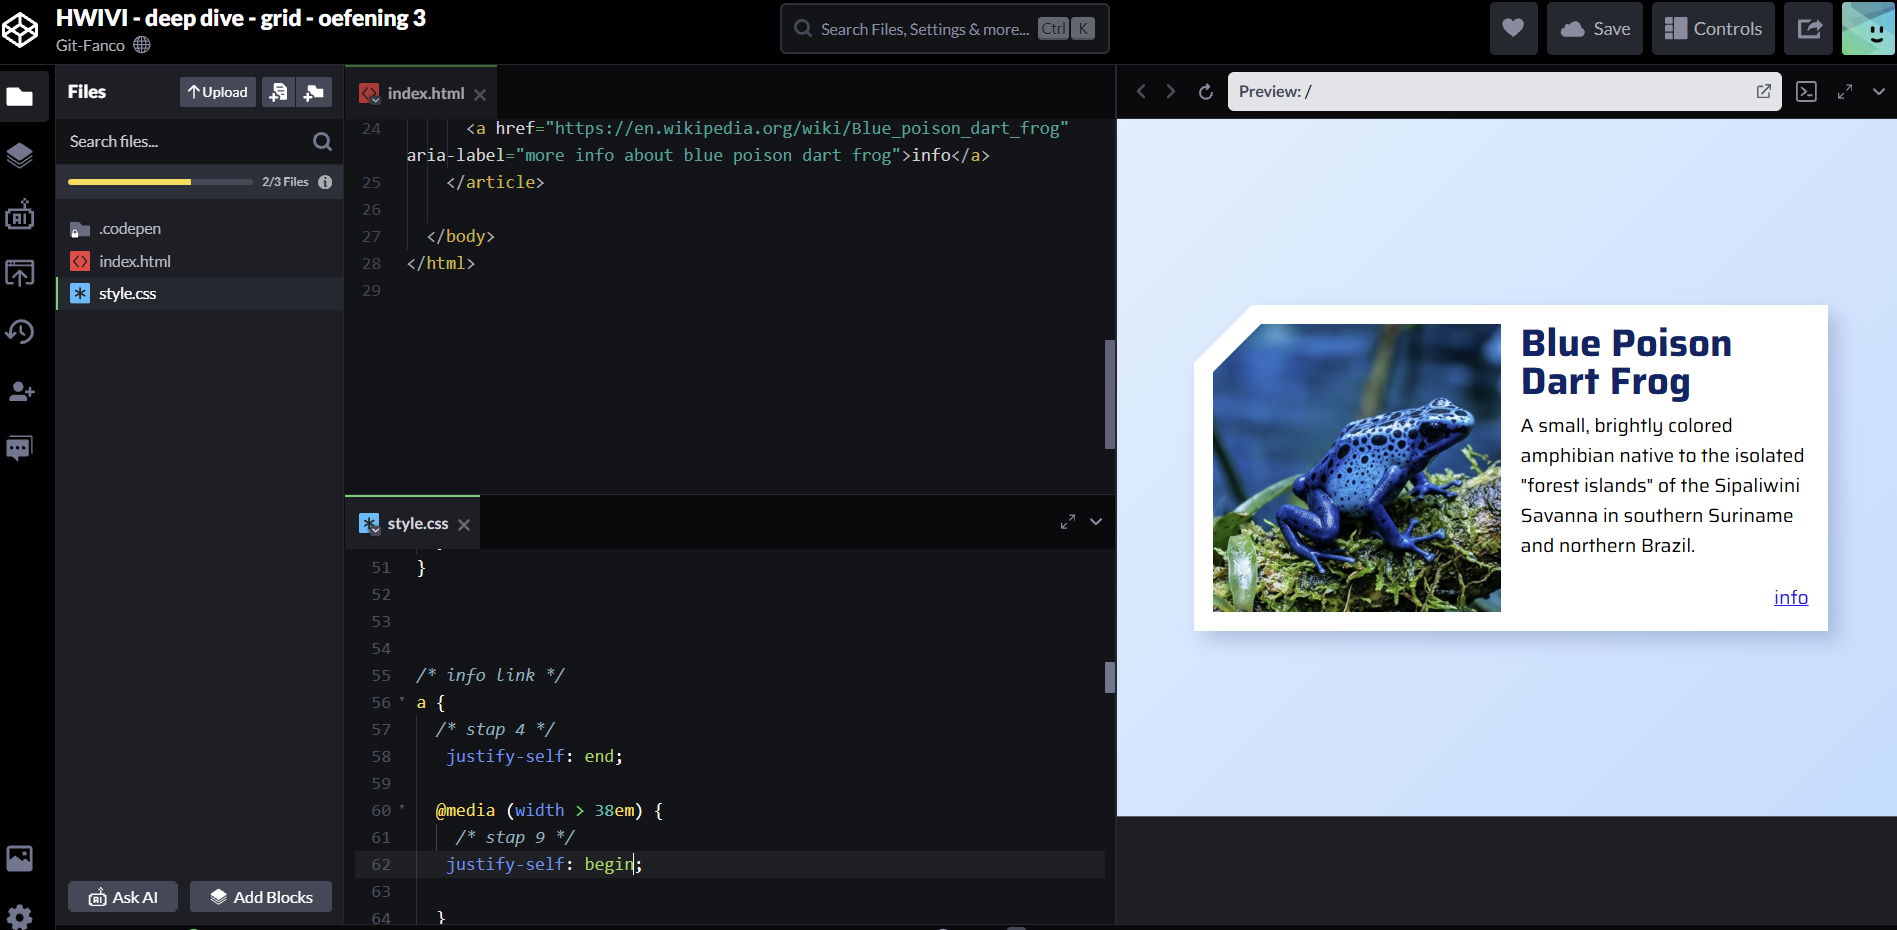 HWIVI - deep dive - grid - oefening 3
Git-Fanco
Search Files, Settings & more... Ctrl K
Save
Controls
Files
Upload
Search files...
2/3 Files
.codepen
index.html
style.css
AI
Ask AI
Add Blocks
index.html
24 <a href="https://en.wikipedia.org/wiki/Blue_poison_dart_frog"
aria-label="more info about blue poison dart frog">info</a>
25 </article>
26
27 </body>
28 </html>
29
style.css
51 }
52
53
54
55 /* info link */
56 a {
57 /* stap 4 */
58 justify-self: end;
59
60 @media (width > 38em) {
61 /* stap 9 */
62 justify-self: begin;
63
64 }
Preview: /
Blue Poison
Dart Frog
A small, brightly colored
amphibian native to the isolated
"forest islands" of the Sipaliwini
Savanna in southern Suriname
and northern Brazil.
info